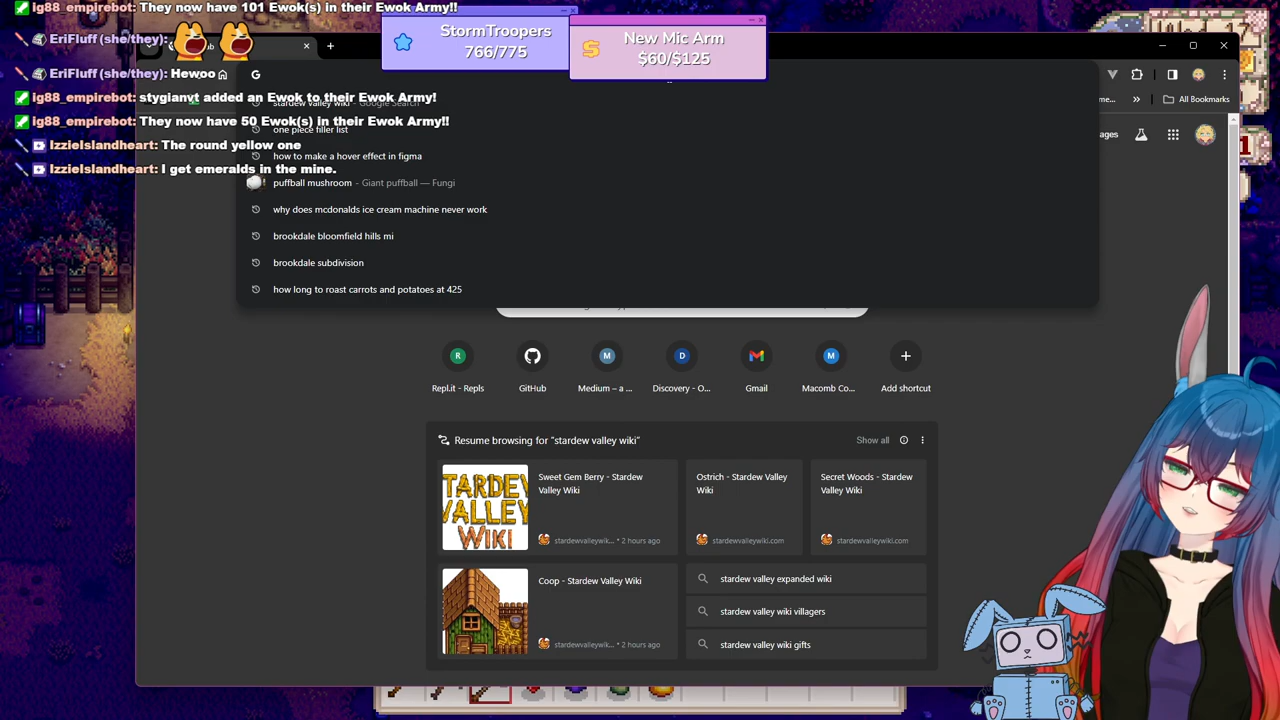 ig88_empirebot: They now have 101 Ewok(s) in their Ewok Army!!
EriFluff (she/they):
EriFluff (she/they): Hewoo
ig88_empirebot: stygianvt added an Ewok to their Ewok Army!
ig88_empirebot: They now have 50 Ewok(s) in their Ewok Army!!
IzzieIslandheart: The round yellow one
IzzieIslandheart: I get emeralds in the mine.
StormTroopers
766/775
New Mic Arm
$60/$125
All Bookmarks
stardew valley wiki - Google Search
one piece filler list
how to make a hover effect in figma
puffball mushroom - Giant puffball — Fungi
why does mcdonalds ice cream machine never work
brookdale bloomfield hills mi
brookdale subdivision
how long to roast carrots and potatoes at 425
Repl.it - Repls
GitHub
Medium – a ...
Discovery - O...
Gmail
Macomb Co...
Add shortcut
Resume browsing for "stardew valley wiki"
Show all
Sweet Gem Berry - Stardew
Valley Wiki
stardewvalleywik... • 2 hours ago
Ostrich - Stardew Valley
Wiki
stardewvalleywiki.com
Secret Woods - Stardew
Valley Wiki
stardewvalleywiki.com
Coop - Stardew Valley Wiki
stardewvalleywik... • 2 hours ago
stardew valley expanded wiki
stardew valley wiki villagers
stardew valley wiki gifts